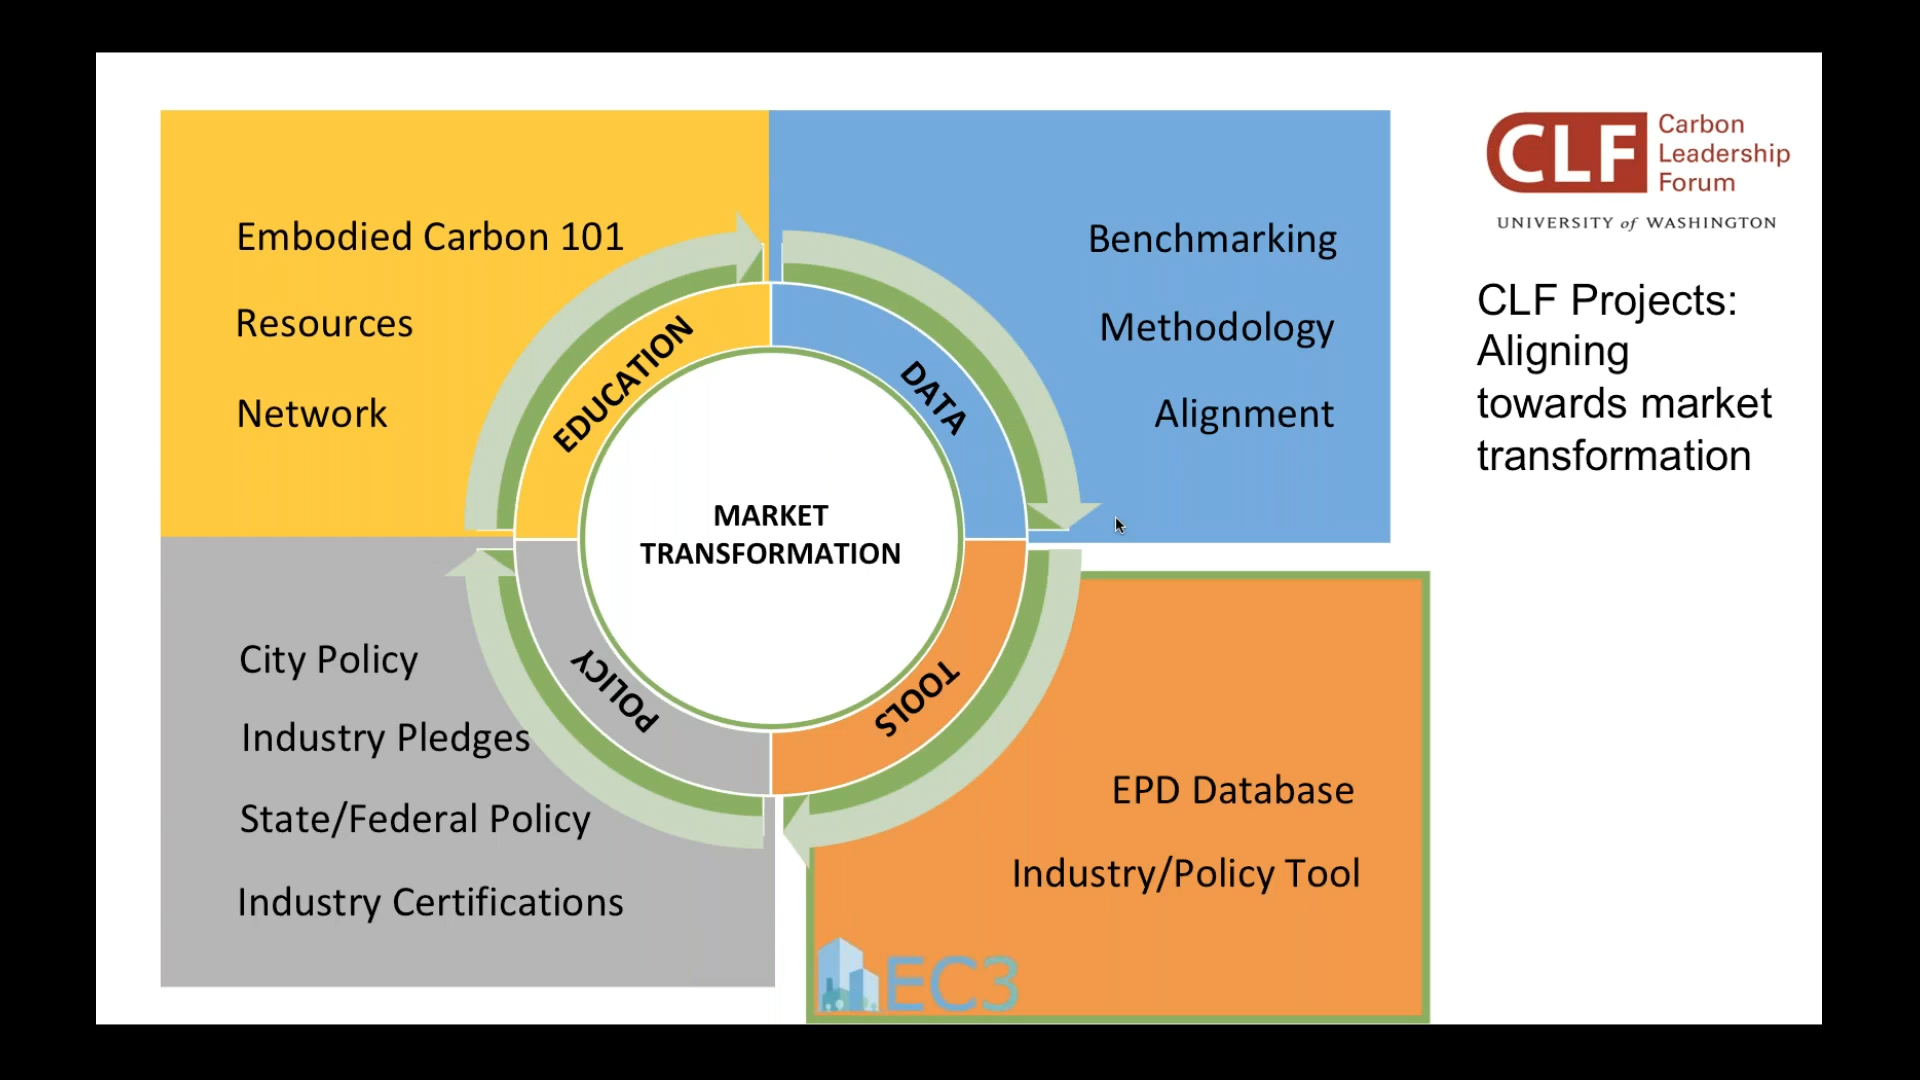 Embodied Carbon 101
Resources
Network
EDUCATION
Benchmarking
Methodology
Alignment
DATA
MARKET
TRANSFORMATION
City Policy
Industry Pledges
State/Federal Policy
Industry Certifications
POLICY
TOOLS
EPD Database
Industry/Policy Tool
EC3
CLF
Carbon
Leadership
Forum
UNIVERSITY of WASHINGTON
CLF Projects:
Aligning
towards market
transformation